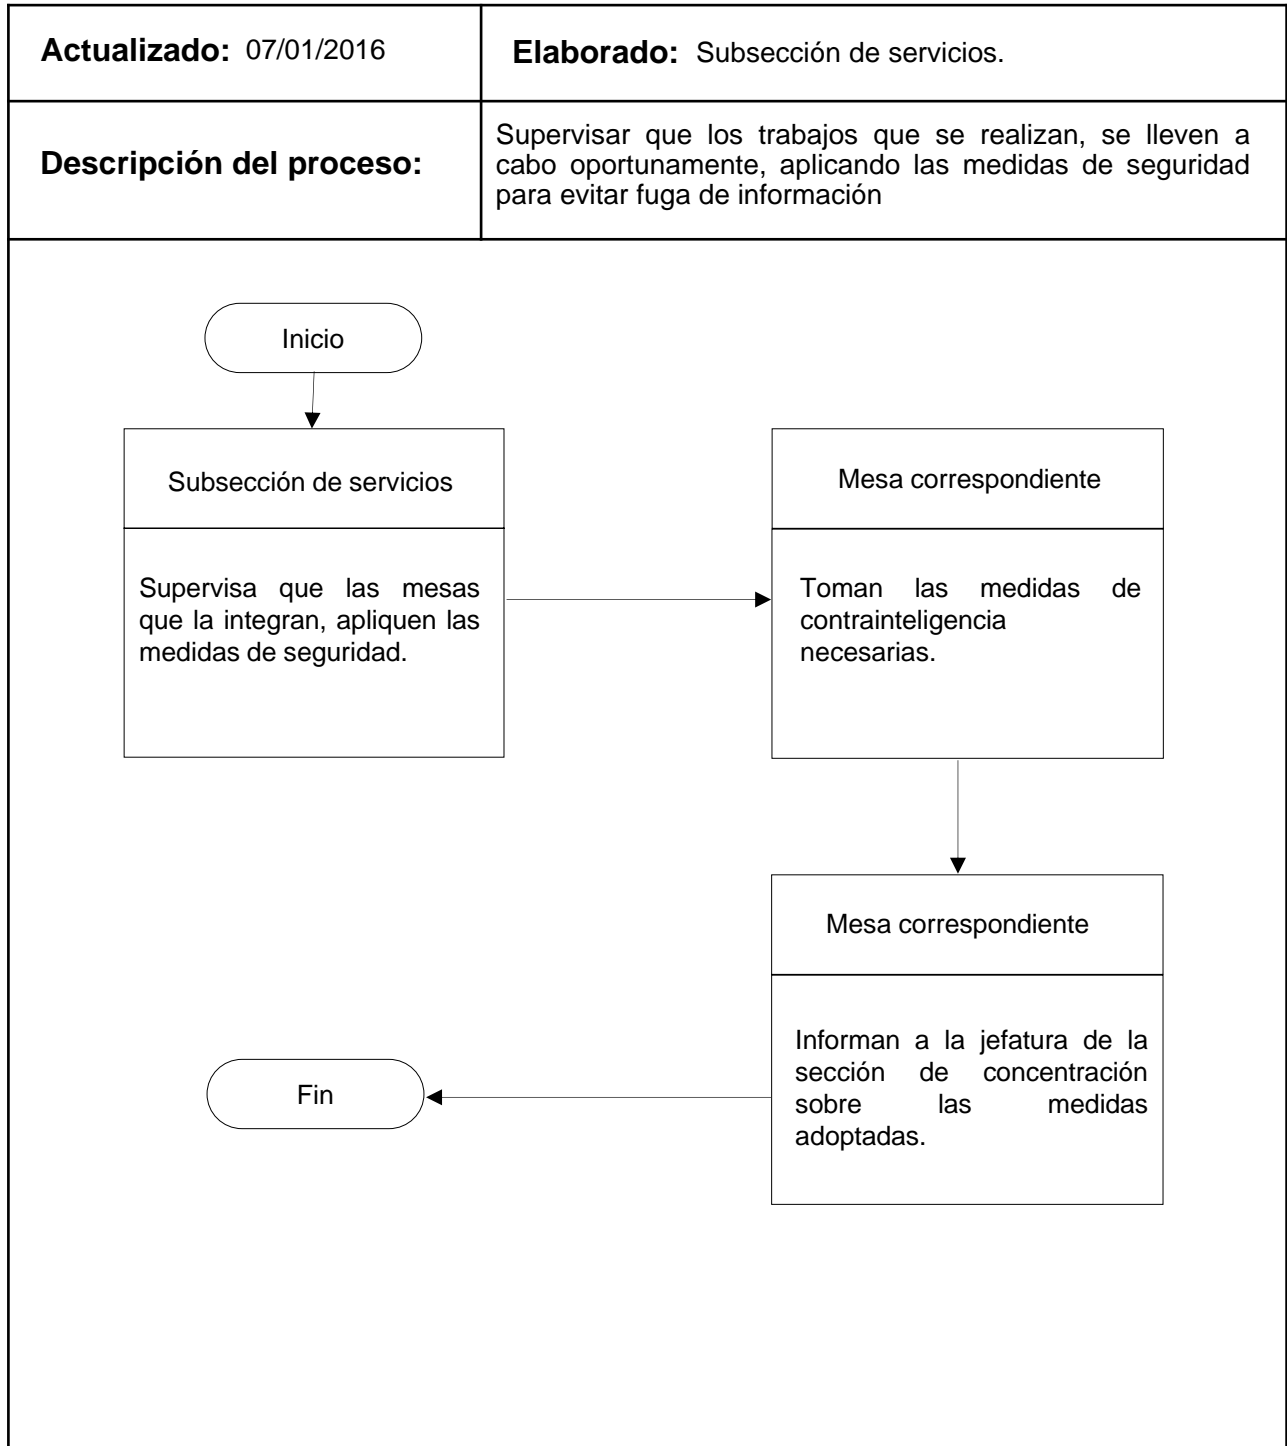 Actualizado: 07/01/2016
Elaborado: Subsección de servicios.
Descripción del proceso:
Supervisar que los trabajos que se realizan, se lleven a
cabo oportunamente, aplicando las medidas de seguridad
para evitar fuga de información
Inicio
Subsección de servicios
Supervisa que las mesas
que la integran, apliquen las
medidas de seguridad.
Mesa correspondiente
Toman las medidas de
contrainteligencia
necesarias.
Mesa correspondiente
Informan a la jefatura de la
sección de concentración
sobre las medidas
adoptadas.
Fin